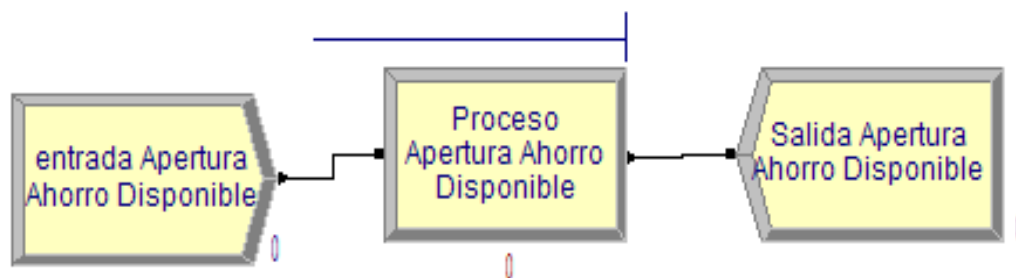 entrada Apertura
Ahorro Disponible
0
Proceso
Apertura Ahorro
Disponible
0
Salida Apertura
Ahorro Disponible